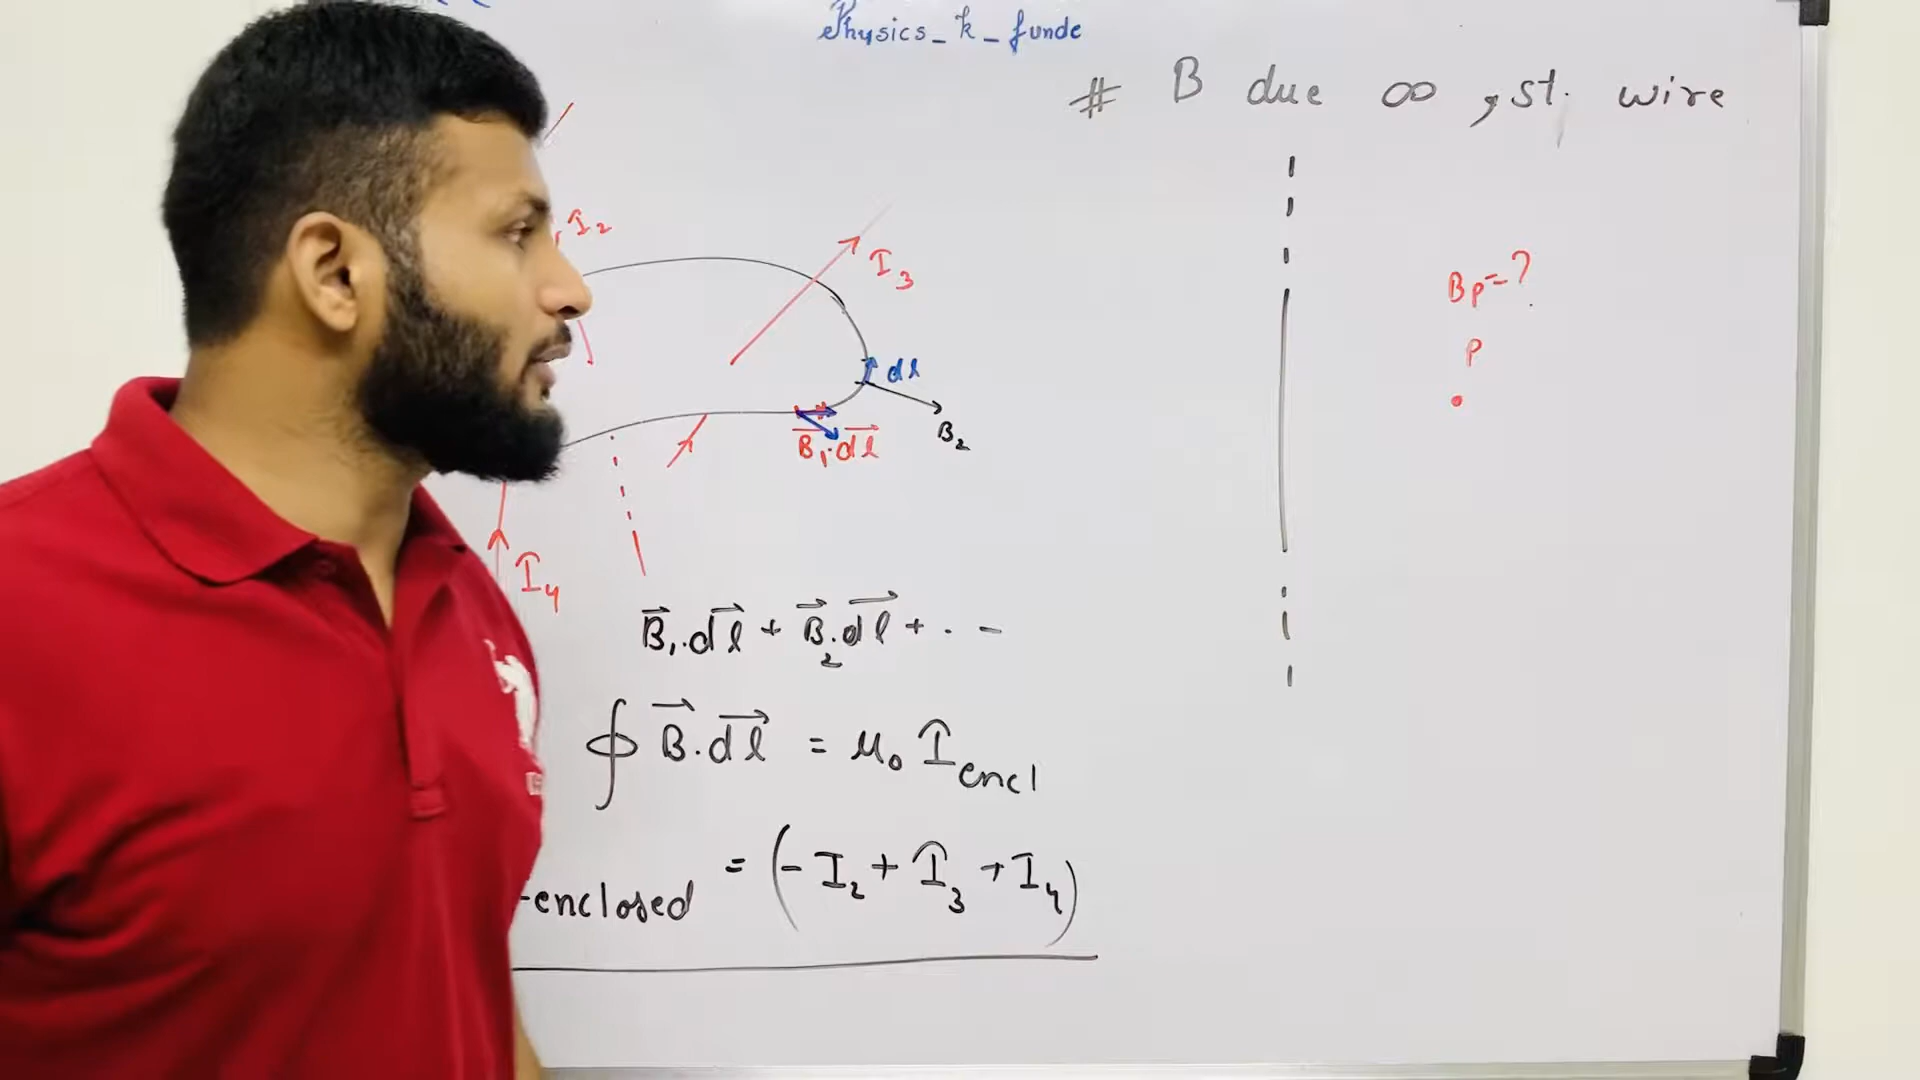 Physics_k_funde
# B due ∞, st. wire
I₂
I₃
Bp=?
P
dl
B₂
B₁.dl
I₄
B₁.dl + B₂.dl + . -
∮ B.dl = μ₀ I encl
-enclosed = (- I₂ + I₃ + I₄)